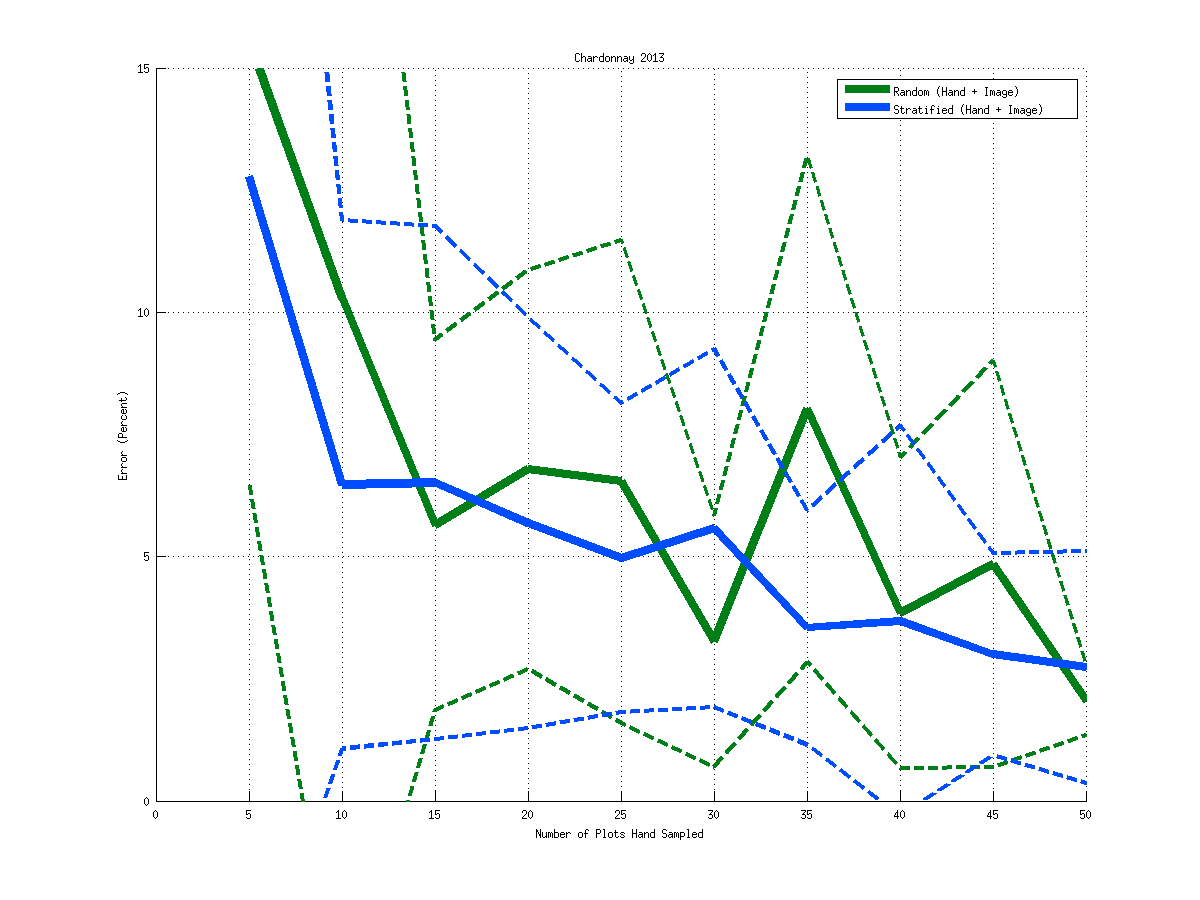 Chardonnay 2013
Random (Hand + Image)
Stratified (Hand + Image)
15
10
5
0
Error (Percent)
0 5 10 15 20 25 30 35 40 45 50
Number of Plots Hand Sampled